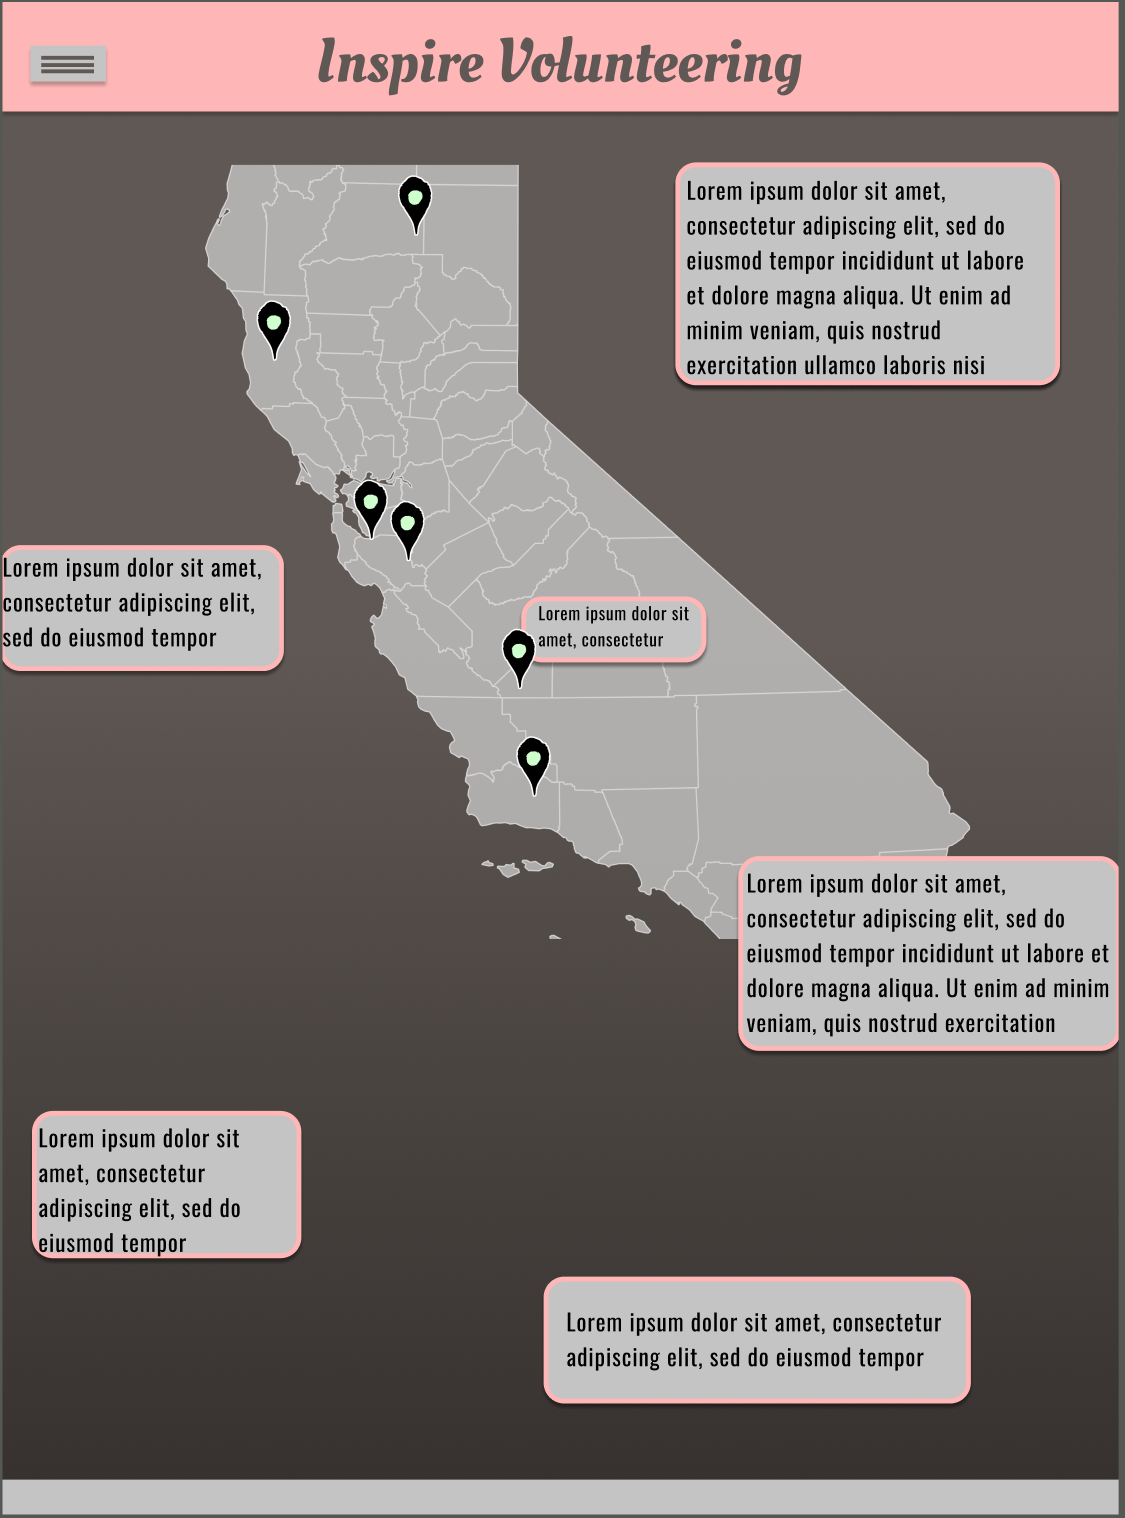 Inspire Volunteering
Lorem ipsum dolor sit amet,
consectetur adipiscing elit, sed do
eiusmod tempor incididunt ut labore
et dolore magna aliqua. Ut enim ad
minim veniam, quis nostrud
exercitation ullamco laboris nisi
Lorem ipsum dolor sit amet,
consectetur adipiscing elit,
sed do eiusmod tempor
Lorem ipsum dolor sit
amet, consectetur
Lorem ipsum dolor sit amet,
consectetur adipiscing elit, sed do
eiusmod tempor incididunt ut labore et
dolore magna aliqua. Ut enim ad minim
veniam, quis nostrud exercitation
Lorem ipsum dolor sit
amet, consectetur
adipiscing elit, sed do
eiusmod tempor
Lorem ipsum dolor sit amet, consectetur
adipiscing elit, sed do eiusmod tempor